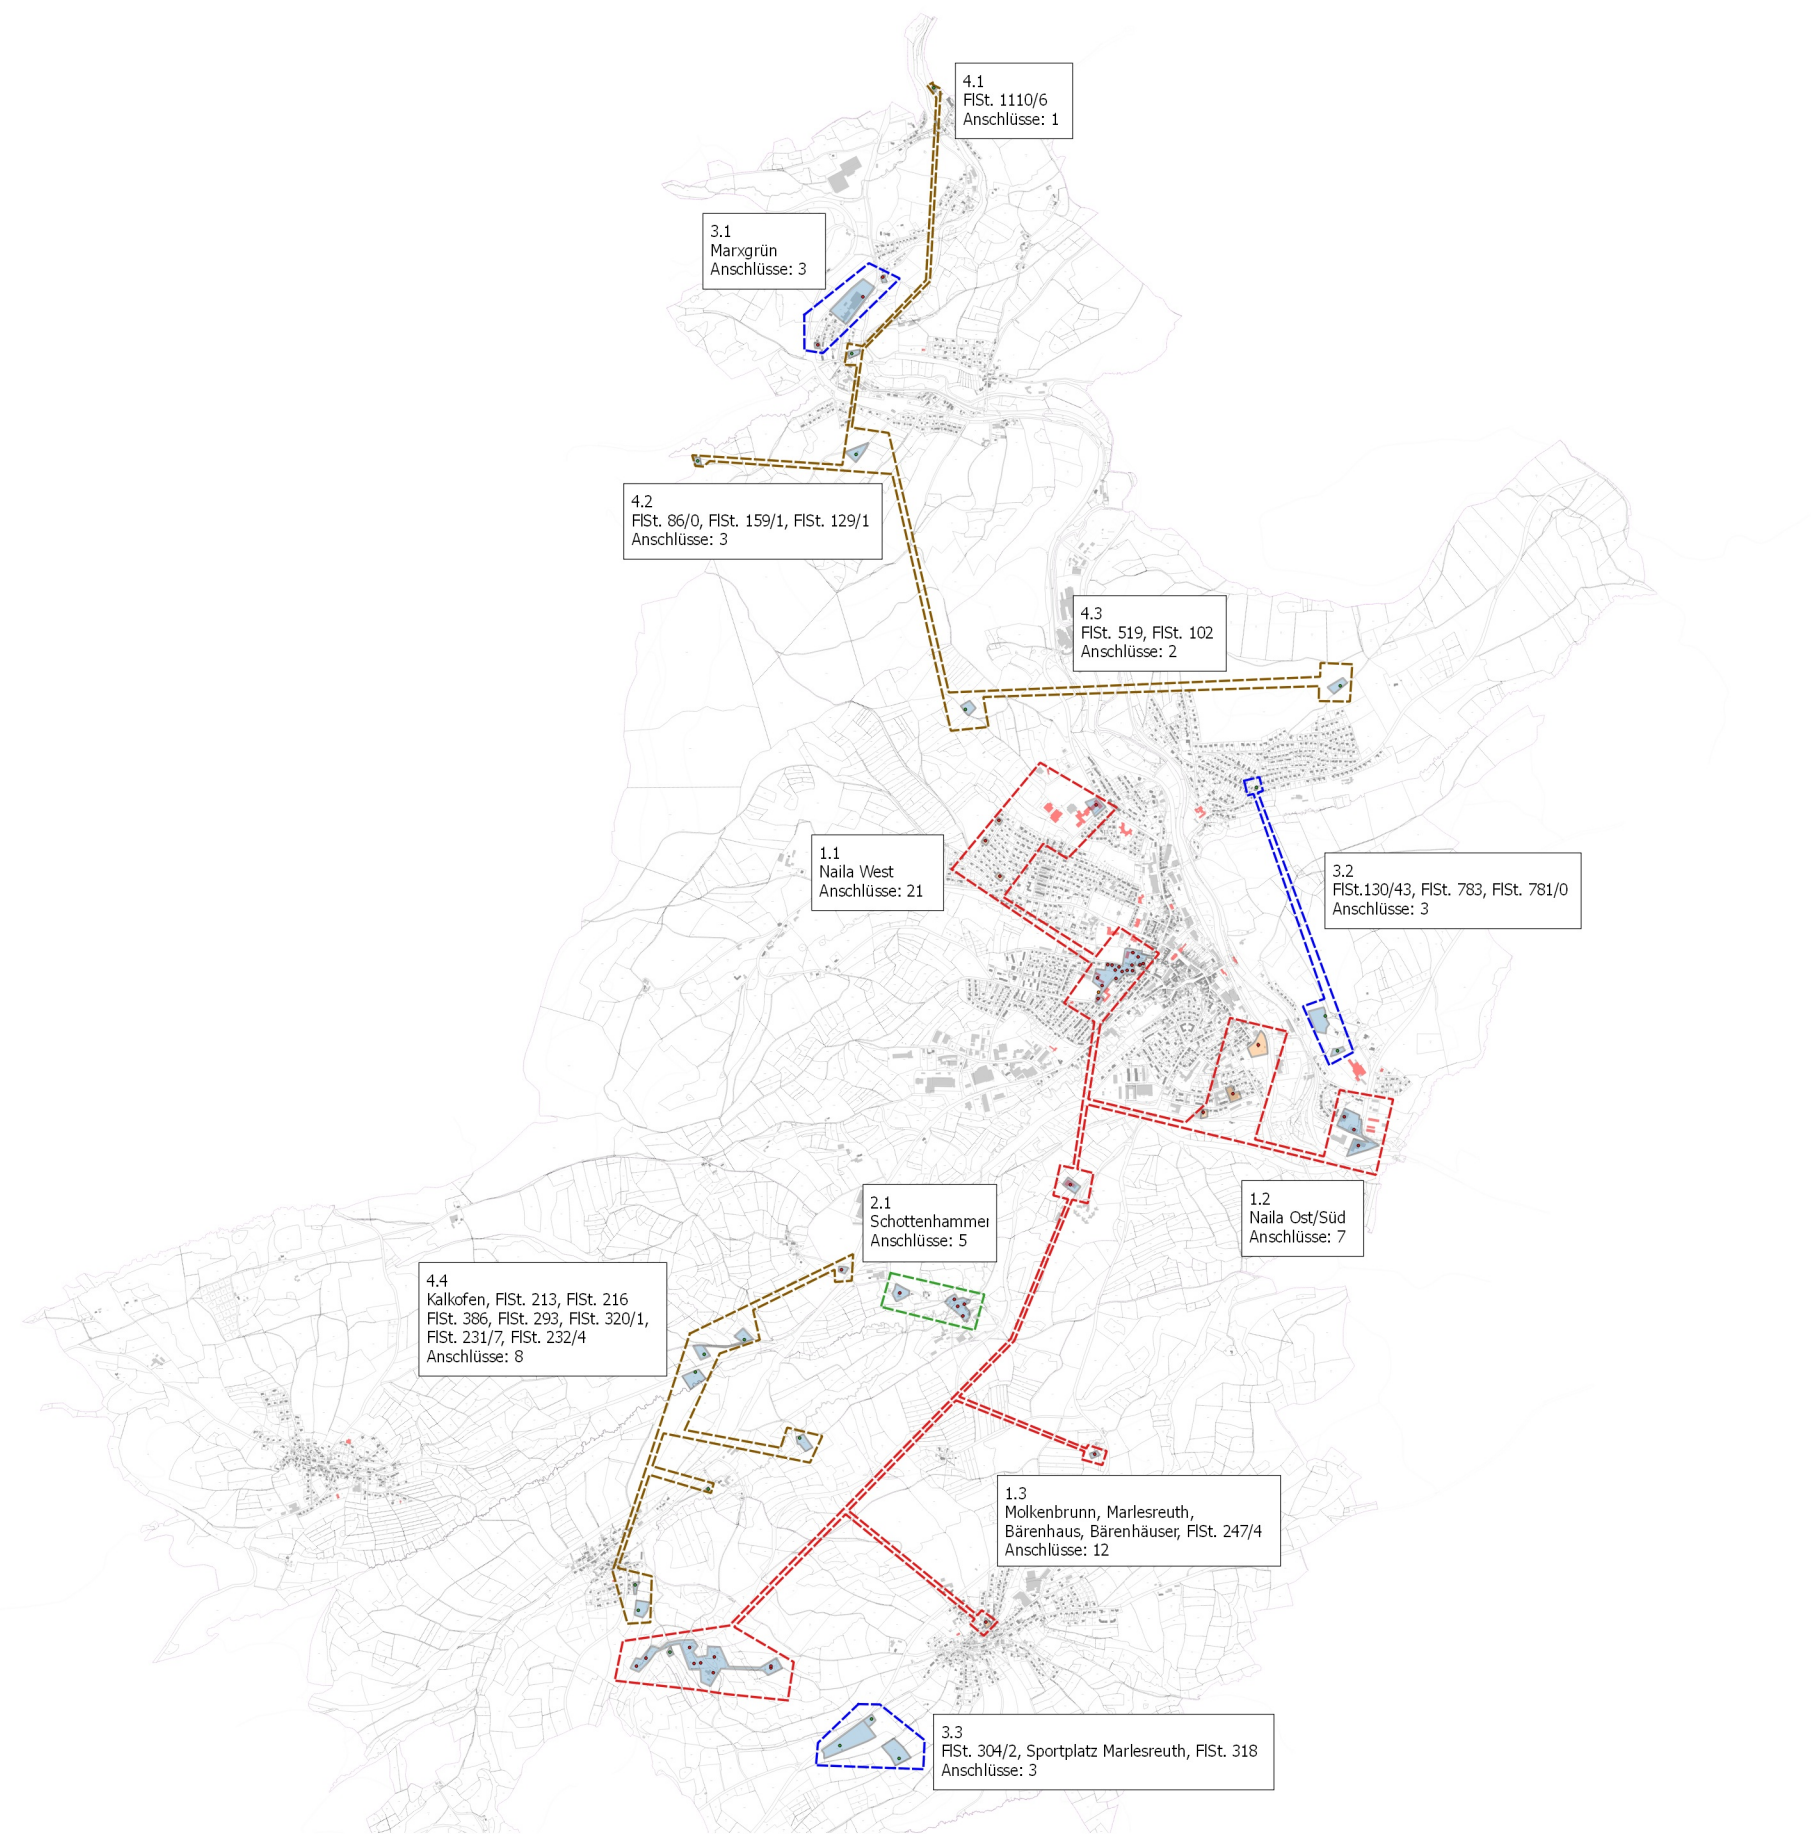 4.1
FlSt. 1110/6
Anschlüsse: 1
3.1
Marxgrün
Anschlüsse: 3
4.2
FlSt. 86/0, FlSt. 159/1, FlSt. 129/1
Anschlüsse: 3
4.3
FlSt. 519, FlSt. 102
Anschlüsse: 2
1.1
Naila West
Anschlüsse: 21
3.2
FlSt.130/43, FlSt. 783, FlSt. 781/0
Anschlüsse: 3
2.1
Schottenhammer
Anschlüsse: 5
1.2
Naila Ost/Süd
Anschlüsse: 7
4.4
Kalkofen, FlSt. 213, FlSt. 216
FlSt. 386, FlSt. 293, FlSt. 320/1,
FlSt. 231/7, FlSt. 232/4
Anschlüsse: 8
1.3
Molkenbrunn, Marlesreuth,
Bärenhaus, Bärenhäuser, FlSt. 247/4
Anschlüsse: 12
3.3
FlSt. 304/2, Sportplatz Marlesreuth, FlSt. 318
Anschlüsse: 3